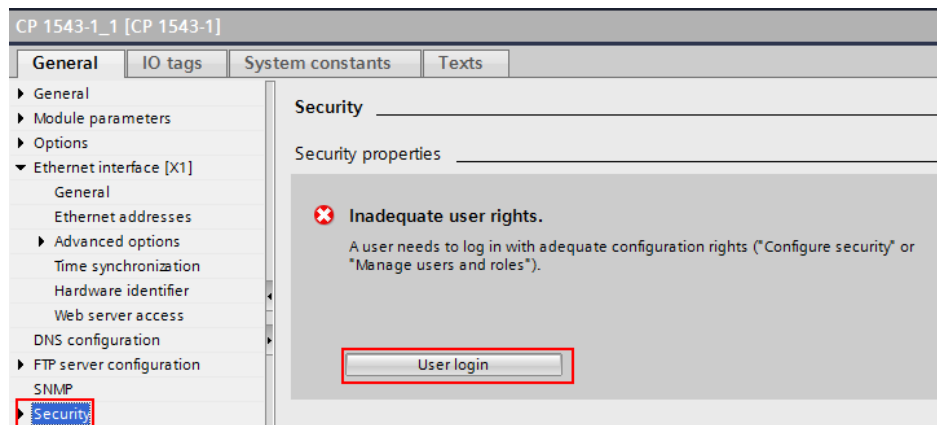 CP 1543-1_1 [CP 1543-1]
General
IO tags
System constants
Texts
General
Module parameters
Options
Ethernet interface [X1]
General
Ethernet addresses
Advanced options
Time synchronization
Hardware identifier
Web server access
DNS configuration
FTP server configuration
SNMP
Security
Security
Security properties
Inadequate user rights.
A user needs to log in with adequate configuration rights ("Configure security" or
"Manage users and roles").
User login